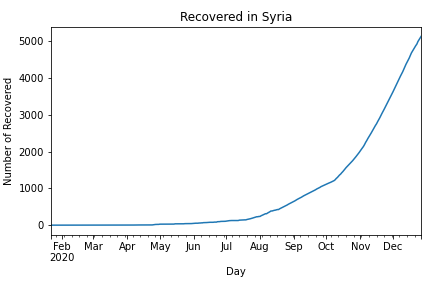 Recovered in Syria
Number of Recovered
5000
4000
3000
2000
1000
0
Feb Mar Apr May Jun Jul Aug Sep Oct Nov Dec
2020
Day